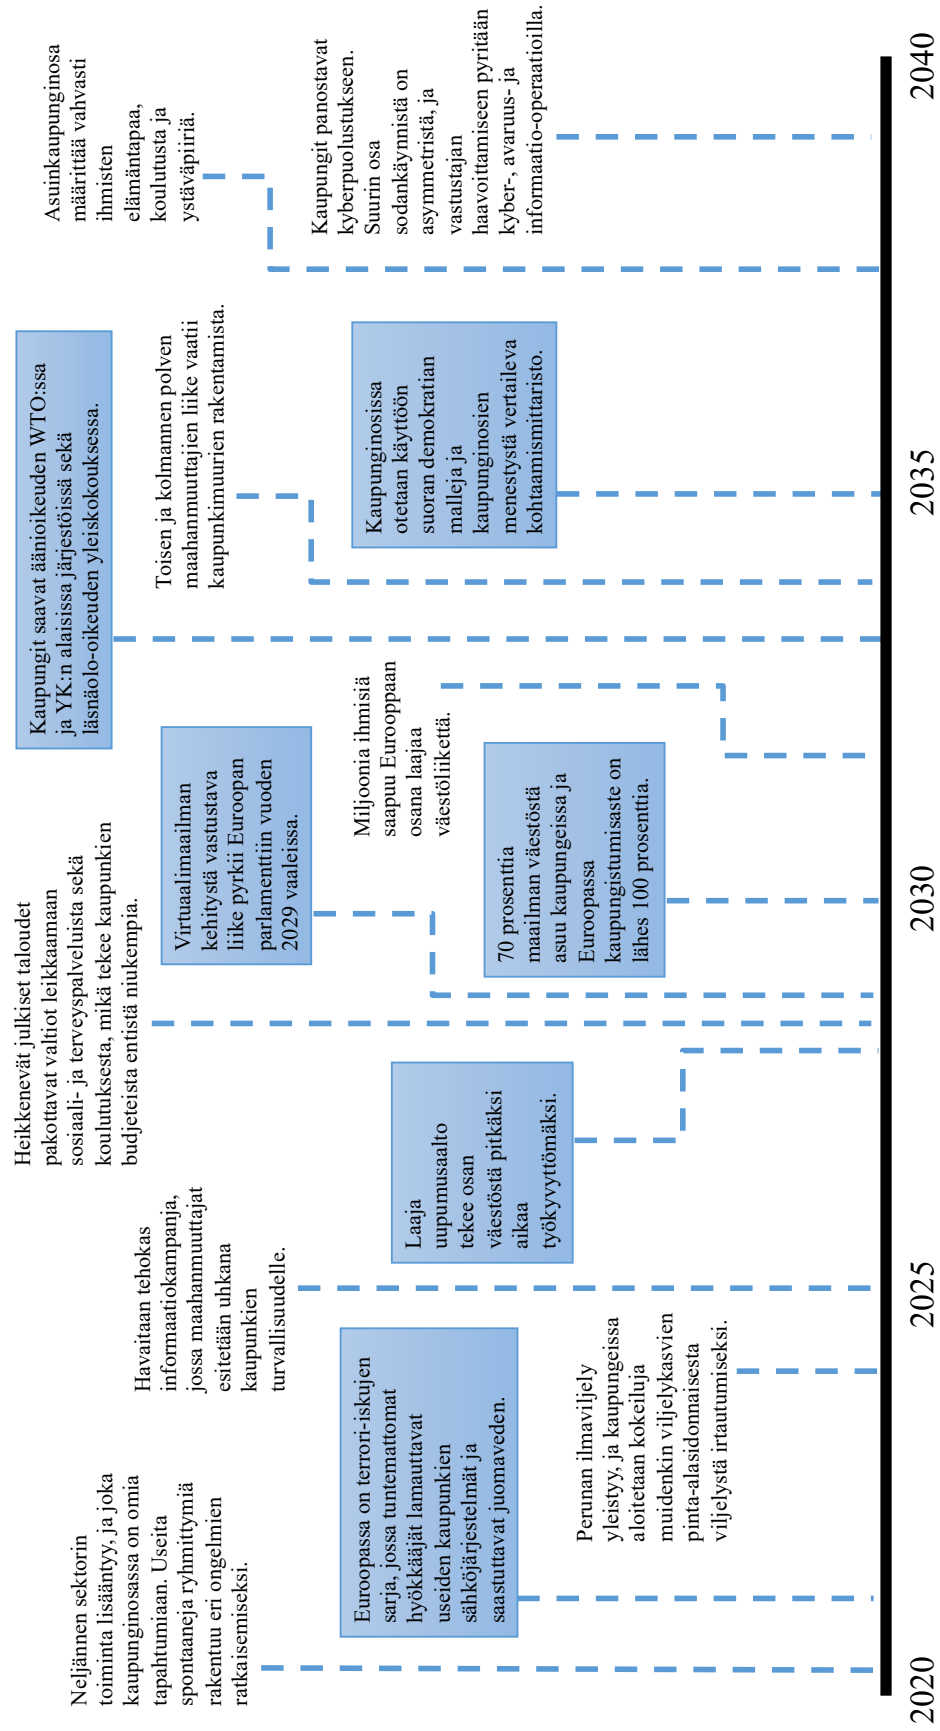 Neljännen sektorin
toiminta lisääntyy, ja joka
kaupunginosassa on omia
tapahtumiaan. Useita
spontaaneja ryhmittymiä
rakentuu eri ongelmien
ratkaisemiseksi.
Euroopassa on terrori-iskujen
sarja, jossa tuntemattomat
hyökkääjät lamauttavat
useiden kaupunkien
sähköjärjestelmät ja
saastuttavat juomaveden.
Perunan ilmaviljely
yleistyy, ja kaupungeissa
aloitetaan kokeiluja
muidenkin viljelykasvien
pinta-alasidonnaisesta
viljelystä irtautumiseksi.
Havaitaan tehokas
informaatiokampanja,
jossa maahanmuuttajat
esitetään uhkana
kaupunkien
turvallisuudelle.
Laaja
uupumusaalto
tekee osan
väestöstä pitkäksi
aikaa
työkyvyttömäksi.
Heikkenevät julkiset taloudet
pakottavat valtiot leikkaamaan
sosiaali- ja terveyspalveluista sekä
koulutuksesta, mikä tekee kaupunkien
budjeteista entistä niukempia.
Virtuaalimaailman
kehitystä vastustava
liike pyrkii Euroopan
parlamenttiin vuoden
2029 vaaleissa.
70 prosenttia
maailman väestöstä
asuu kaupungeissa ja
Euroopassa
kaupungistumisaste on
lähes 100 prosenttia.
Miljoonia ihmisiä
saapuu Eurooppaan
osana laajaa
väestöliikettä.
Kaupungit saavat äänioikeuden WTO:ssa
ja YK:n alaisissa järjestöissä sekä
läsnäolo-oikeuden yleiskokouksessa.
Toisen ja kolmannen polven
maahanmuuttajien liike vaatii
kaupunkimuurien rakentamista.
Kaupunginosissa
otetaan käyttöön
suoran demokratian
malleja ja
kaupunginosien
menestystä vertaileva
kohtaamismittaristo.
Asuinkaupunginosa
määrittää vahvasti
ihmisten
elämäntapaa,
koulutusta ja
ystäväpiiriä.
Kaupungit panostavat
kyberpuolustukseen.
Suurin osa
sodankäynnistä on
asymmetristä, ja
vastustajan
haavoittamiseen pyritään
kyber-, avaruus- ja
informaatio-operaatioilla.
2020
2025
2030
2035
2040